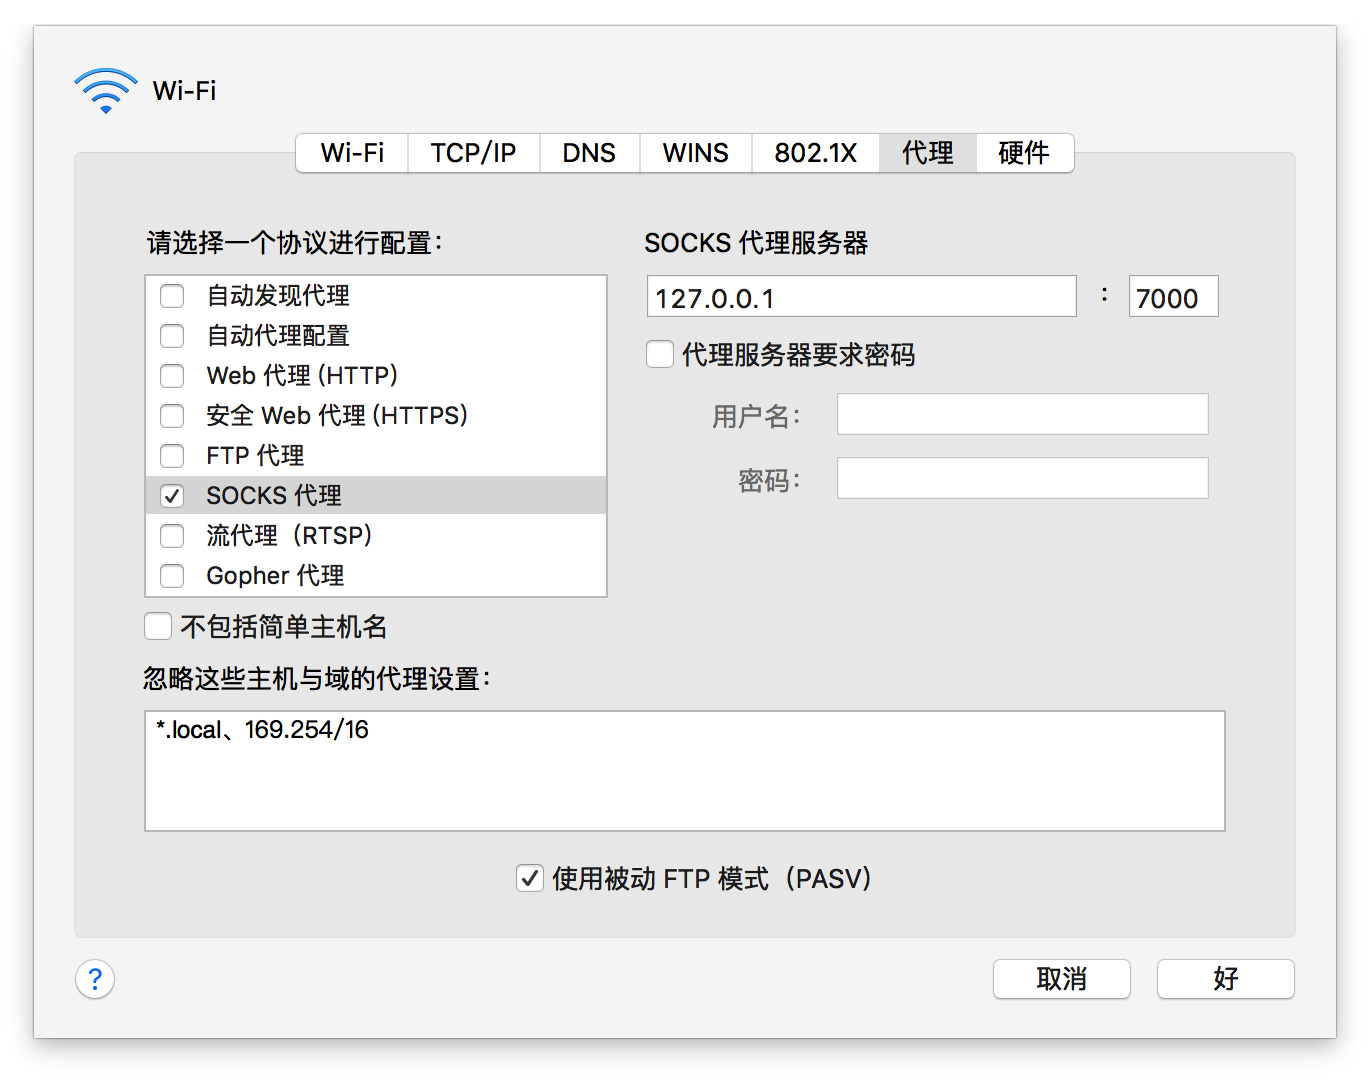 Wi-Fi
Wi-Fi TCP/IP DNS WINS 802.1X 代理 硬件
请选择一个协议进行配置：
自动发现代理
自动代理配置
Web 代理 (HTTP)
安全 Web 代理 (HTTPS)
FTP 代理
SOCKS 代理
流代理（RTSP）
Gopher 代理
SOCKS 代理服务器
127.0.0.1 : 7000
代理服务器要求密码
用户名：
密码：
不包括简单主机名
忽略这些主机与域的代理设置：
*.local、169.254/16
使用被动 FTP 模式（PASV）
?
取消 好